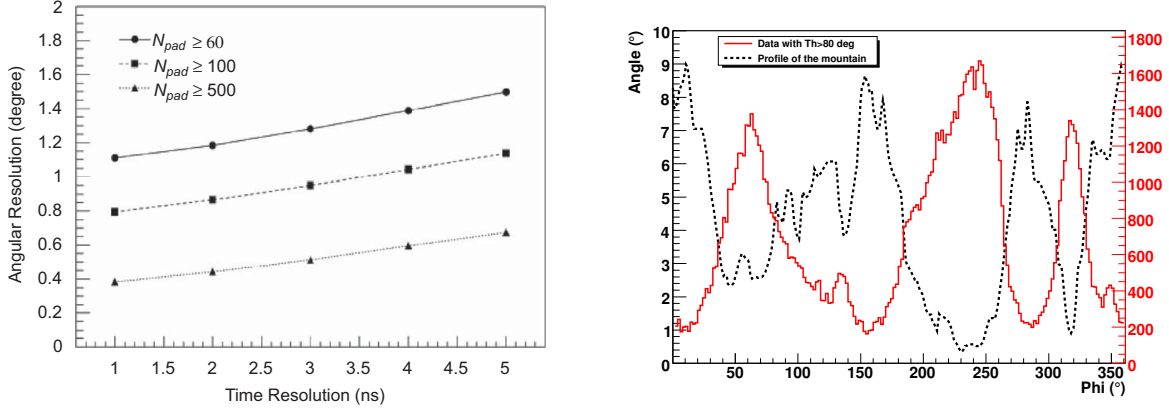 2
1.8
1.6
1.4
1.2
1
0.8
0.6
0.4
0.2
0
Angular Resolution (degree)
N_pad ≥ 60
N_pad ≥ 100
N_pad ≥ 500
1 1.5 2 2.5 3 3.5 4 4.5 5
Time Resolution (ns)
Angle (°)
10
9
8
7
6
5
4
3
2
1
0
Data with Th>80 deg
Profile of the mountain
1800
1600
1400
1200
1000
800
600
400
200
0
50 100 150 200 250 300 350
Phi (°)